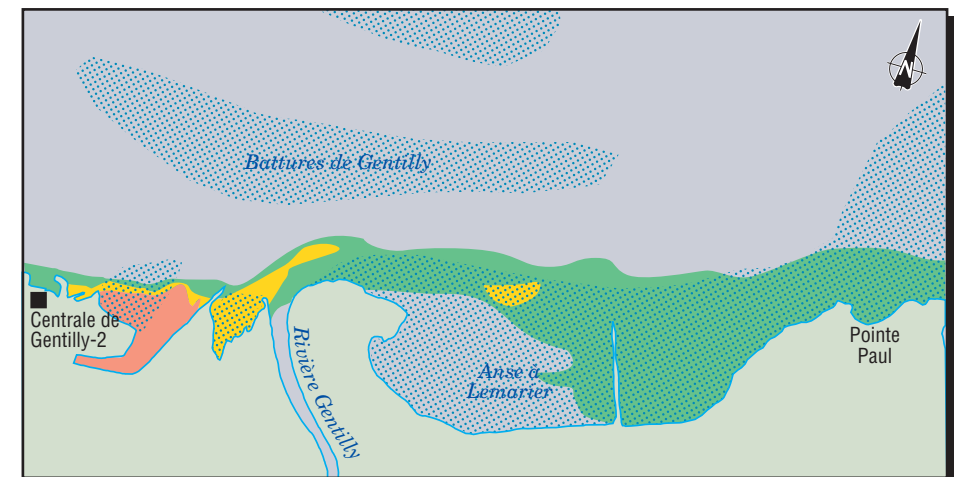 N
Battures de Gentilly
Centrale de
Gentilly-2
Rivière Gentilly
Anse à
Lemarier
Pointe
Paul